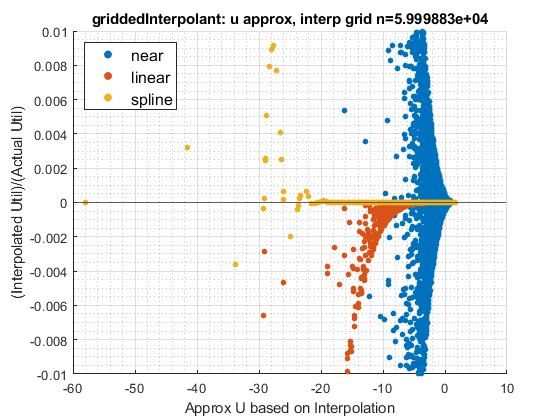 griddedInterpolant: u approx, interp grid n=5.999883e+04
near
linear
spline
(Interpolated Util)/(Actual Util)
0.01
0.008
0.006
0.004
0.002
0
-0.002
-0.004
-0.006
-0.008
-0.01
-60 -50 -40 -30 -20 -10 0 10
Approx U based on Interpolation